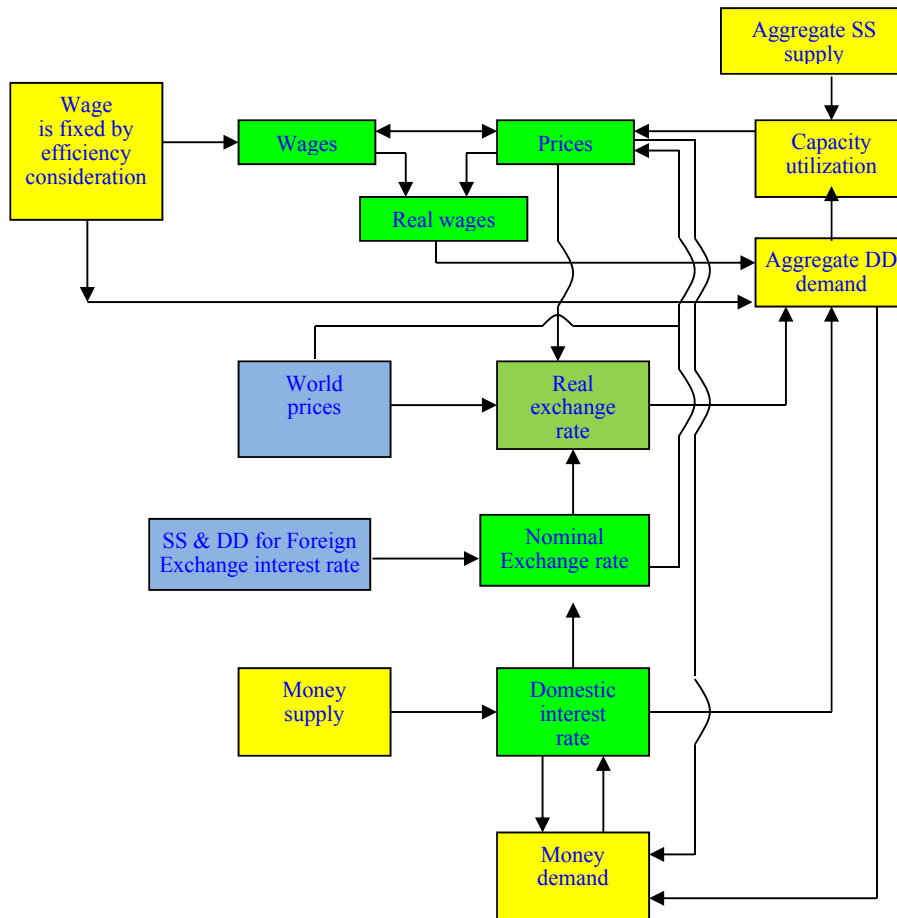 Aggregate SS
supply
Wage
is fixed by
efficiency
consideration
Wages
Prices
Capacity
utilization
Real wages
Aggregate DD
demand
World
prices
Real
exchange
rate
SS & DD for Foreign
Exchange interest rate
Nominal
Exchange rate
Money
supply
Domestic
interest
rate
Money
demand